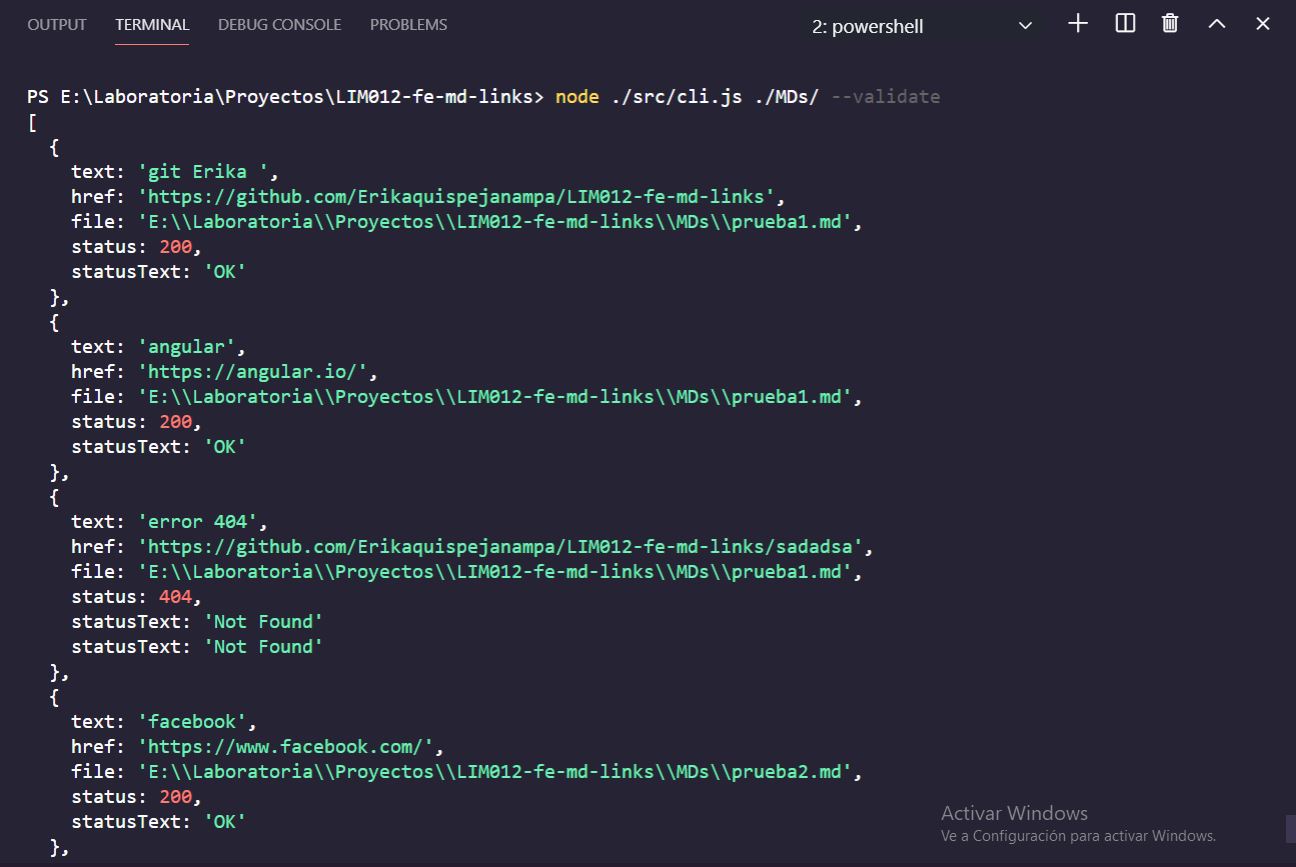 OUTPUT TERMINAL DEBUG CONSOLE PROBLEMS 2: powershell
PS E:\Laboratoria\Proyectos\LIM012-fe-md-links> node ./src/cli.js ./MDs/ --validate
[
  {
    text: 'git Erika ',
    href: 'https://github.com/Erikaquispejanampa/LIM012-fe-md-links',
    file: 'E:\\Laboratoria\\Proyectos\\LIM012-fe-md-links\\MDs\\prueba1.md',
    status: 200,
    statusText: 'OK'
  },
  {
    text: 'angular',
    href: 'https://angular.io/',
    file: 'E:\\Laboratoria\\Proyectos\\LIM012-fe-md-links\\MDs\\prueba1.md',
    status: 200,
    statusText: 'OK'
  },
  {
    text: 'error 404',
    href: 'https://github.com/Erikaquispejanampa/LIM012-fe-md-links/sadadsa',
    file: 'E:\\Laboratoria\\Proyectos\\LIM012-fe-md-links\\MDs\\prueba1.md',
    status: 404,
    statusText: 'Not Found'
    statusText: 'Not Found'
  },
  {
    text: 'facebook',
    href: 'https://www.facebook.com/',
    file: 'E:\\Laboratoria\\Proyectos\\LIM012-fe-md-links\\MDs\\prueba2.md',
    status: 200,
    statusText: 'OK'
  },
Activar Windows
Ve a Configuración para activar Windows.